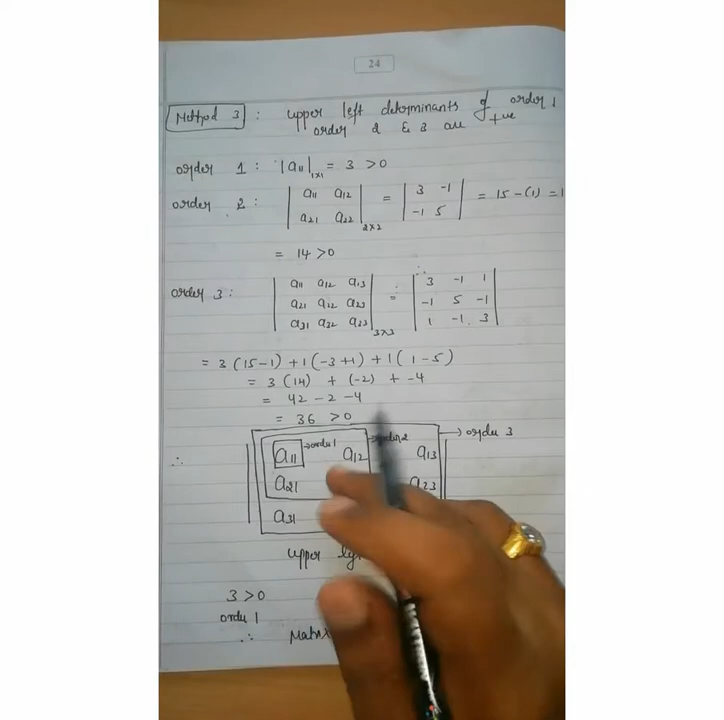 24
Method 3 : upper left determinants of order 1
order 2 & 3 are +ve
order 1 : |a11|1x1 = 3 >0
order 2 : | a11 a12 | = | 3 -1 | = 15-(1) = 1
| a21 a22 |2x2 | -1 5 |
= 14 >0
order 3 : | a11 a12 a13 | = | 3 -1 1 |
| a21 a22 a23 | | -1 5 -1 |
| a31 a32 a23 |3x3 | 1 -1 3 |
= 3(15-1)+1(-3+1)+1(1-5)
= 3(14) + (-2) + -4
= 42 -2 -4
= 36 >0
∴ a11 →order 1 a12 →order 2 a13 → order 3
a21 a23
a31
upper
3 >0
order 1
∴ Matrix